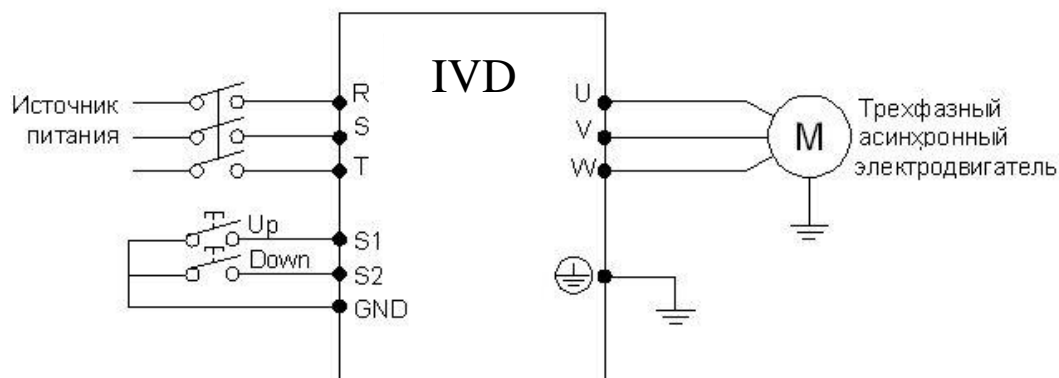 IVD
Источник
питания
R
S
T
Up
Down
S1
S2
GND
U
V
W
M
Трехфазный
асинхронный
электродвигатель